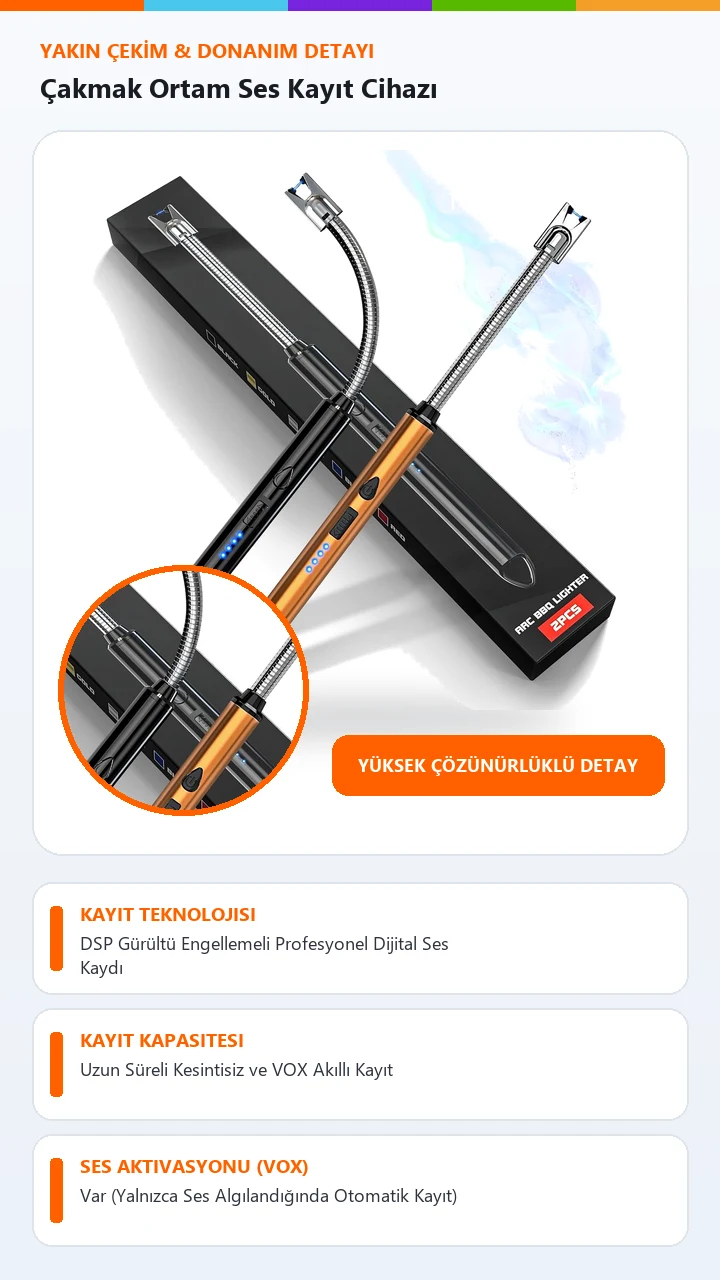 YAKIN ÇEKİM & DONANIM DETAYI
Çakmak Ortam Ses Kayıt Cihazı
BLACK
GOLD
RED
ARC BBQ LIGHTER
2PCS
GOLD
YÜKSEK ÇÖZÜNÜRLÜKLÜ DETAY
KAYIT TEKNOLOJISI
DSP Gürültü Engellemeli Profesyonel Dijital Ses
Kaydı
KAYIT KAPASITESI
Uzun Süreli Kesintisiz ve VOX Akıllı Kayıt
SES AKTIVASYONU (VOX)
Var (Yalnızca Ses Algılandığında Otomatik Kayıt)